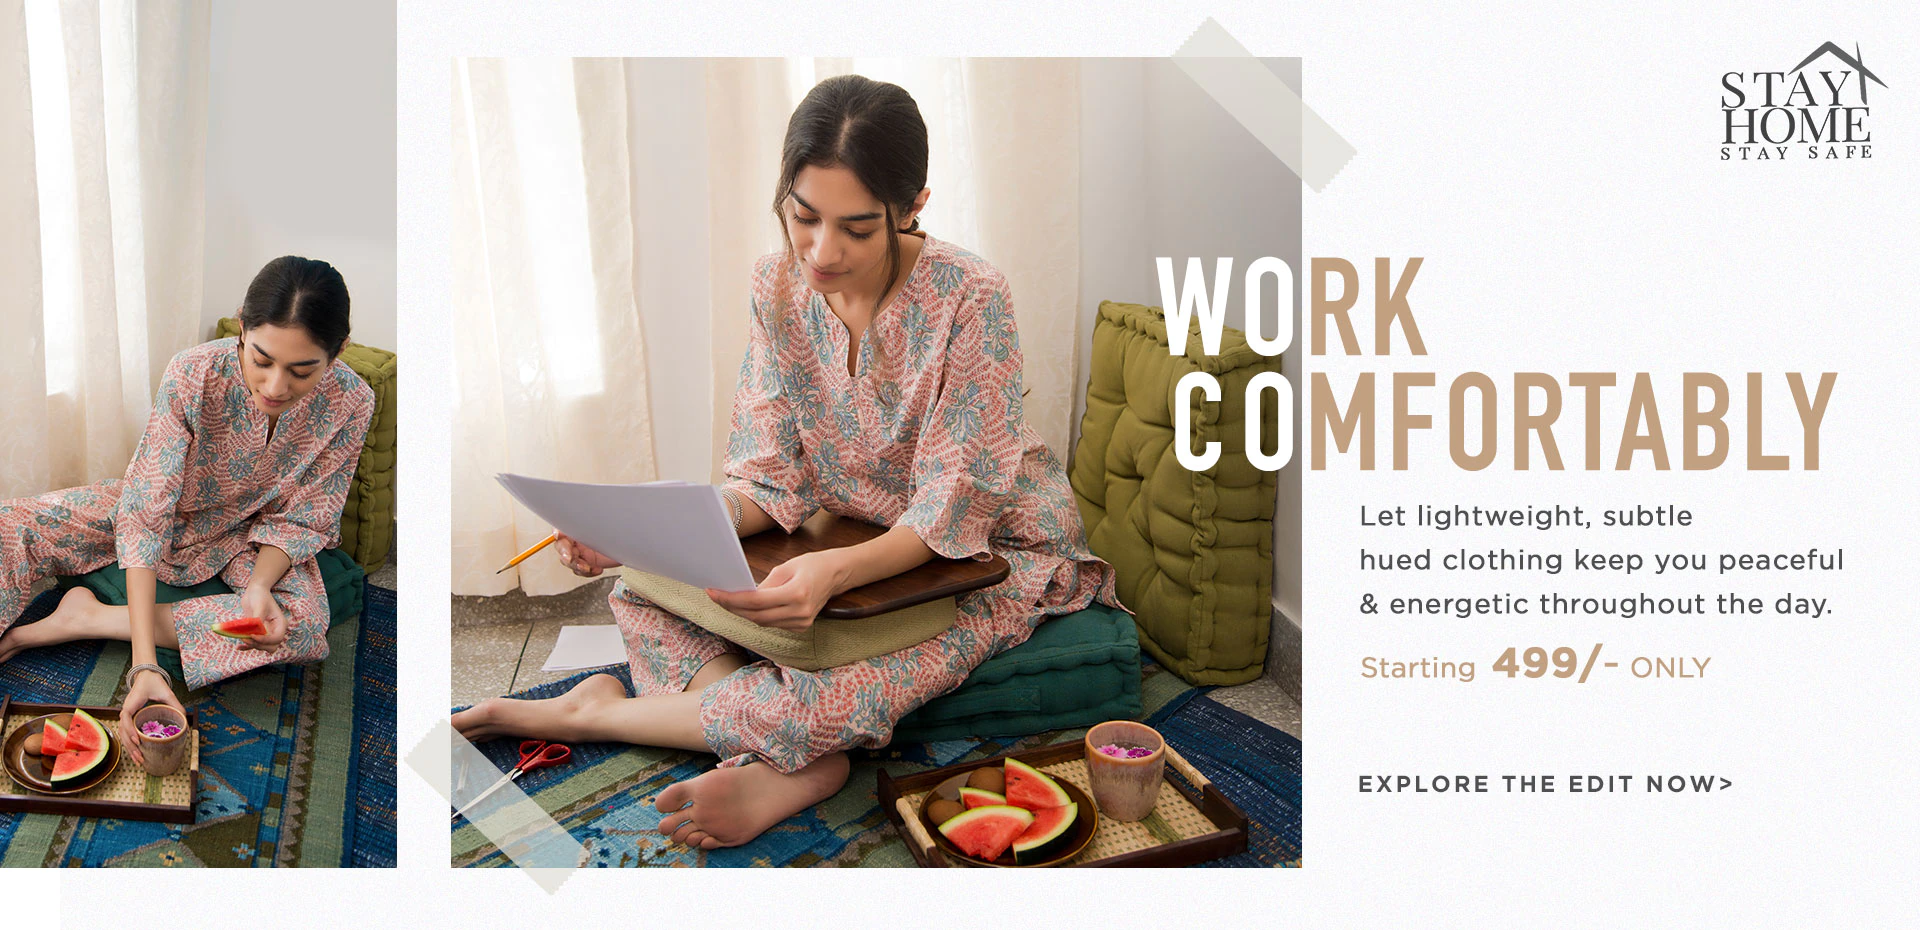 STAY
HOME
STAY SAFE
WORK
COMFORTABLY
Let lightweight, subtle
hued clothing keep you peaceful
& energetic throughout the day.
Starting 499/- ONLY
EXPLORE THE EDIT NOW>